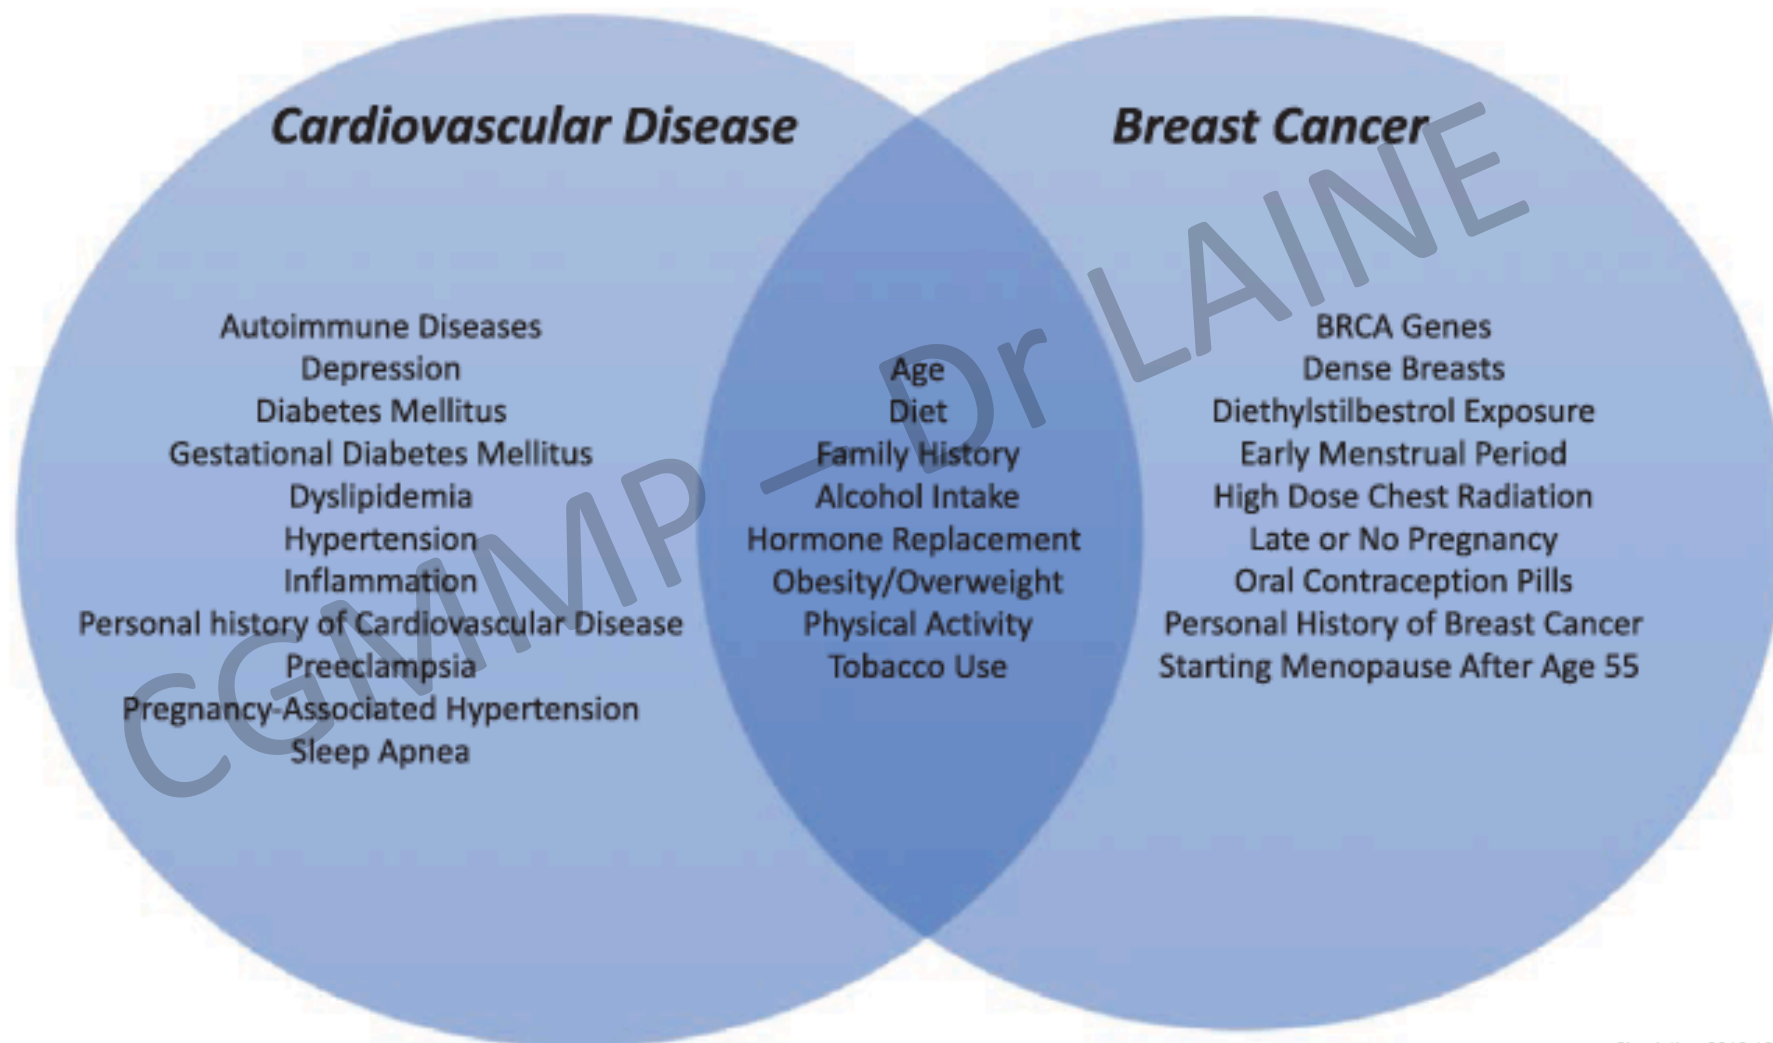 Cardiovascular Disease
Breast Cancer
Autoimmune Diseases
Depression
Diabetes Mellitus
Gestational Diabetes Mellitus
Dyslipidemia
Hypertension
Inflammation
Personal history of Cardiovascular Disease
Preeclampsia
Pregnancy-Associated Hypertension
Sleep Apnea
Age
Diet
Family History
Alcohol Intake
Hormone Replacement
Obesity/Overweight
Physical Activity
Tobacco Use
BRCA Genes
Dense Breasts
Diethylstilbestrol Exposure
Early Menstrual Period
High Dose Chest Radiation
Late or No Pregnancy
Oral Contraception Pills
Personal History of Breast Cancer
Starting Menopause After Age 55
CGMMP – Dr LAINE